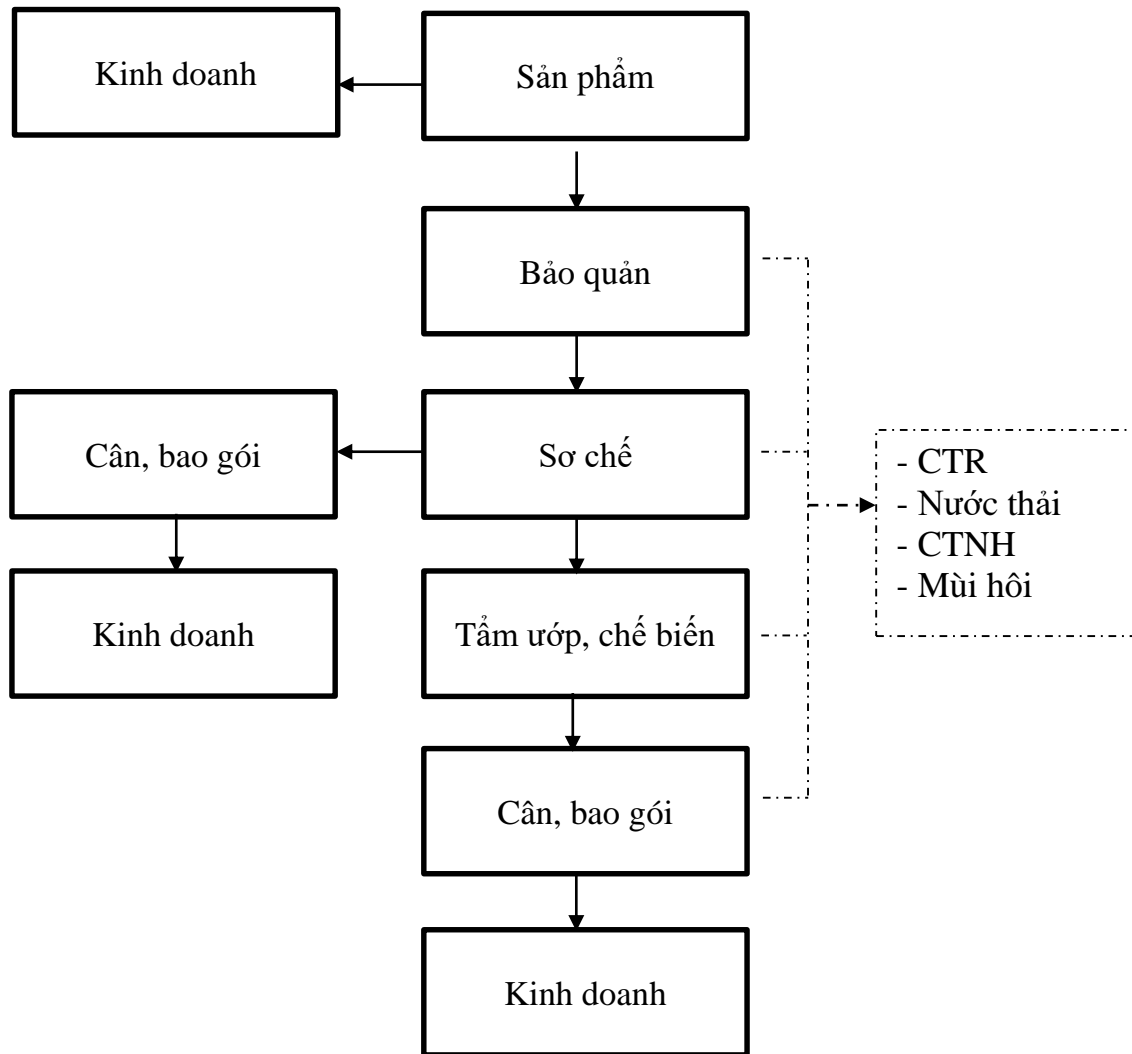 Kinh doanh
Sản phẩm
Bảo quản
Cân, bao gói
Sơ chế
- CTR
- Nước thải
- CTNH
- Mùi hôi
Kinh doanh
Tẩm ướp, chế biến
Cân, bao gói
Kinh doanh